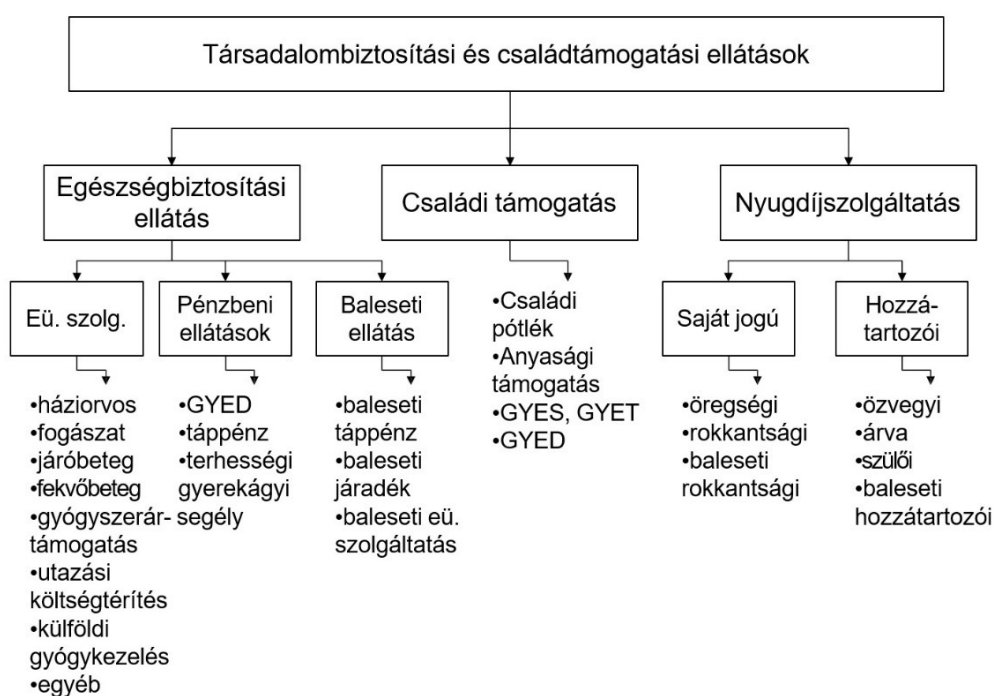 Társadalombiztosítási és családtámogatási ellátások
Egészségbiztosítási
ellátás
Családi támogatás
Nyugdíjszolgáltatás
Eü. szolg.
Pénzbeni
ellátások
Baleseti
ellátás
•Családi
pótlék
•Anyasági
támogatás
•GYES, GYET
•GYED
Saját jogú
Hozzá-
tartozói
•háziorvos
•fogászat
•járóbeteg
•fekvőbeteg
•gyógyszerár-
támogatás
•utazási
költségtérítés
•külföldi
gyógykezelés
•egyéb
•GYED
•táppénz
•terhességi
gyerekágyi
segély
•baleseti
táppénz
•baleseti
járadék
•baleseti eü.
szolgáltatás
•öregségi
•rokkantsági
•baleseti
rokkantsági
•özvegyi
•árva
•szülői
•baleseti
hozzátartozói